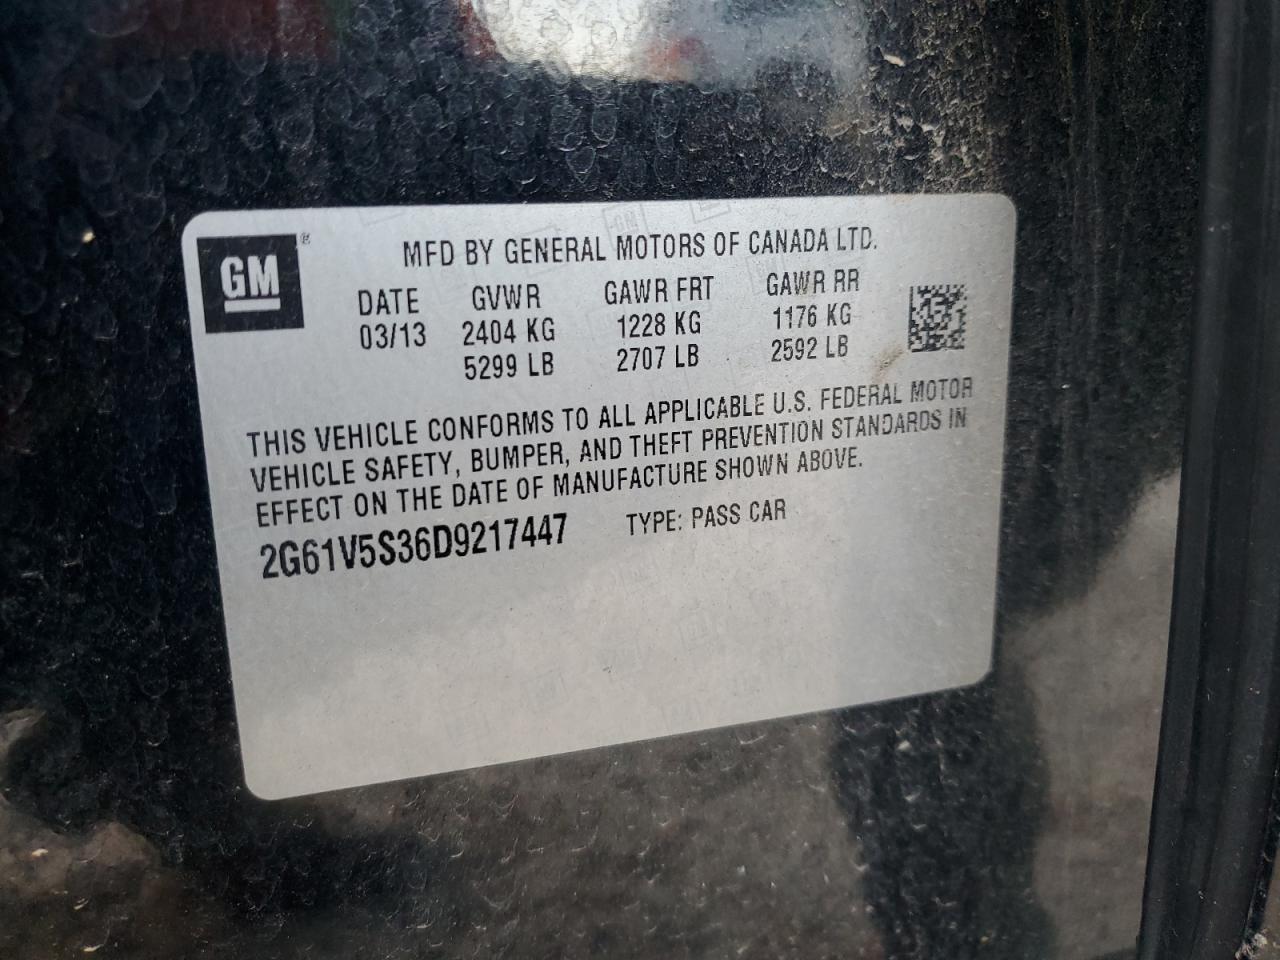 GM ®
MFD BY GENERAL MOTORS OF CANADA LTD.
DATE GVWR GAWR FRT GAWR RR
03/13 2404 KG 1228 KG 1176 KG
5299 LB 2707 LB 2592 LB
THIS VEHICLE CONFORMS TO ALL APPLICABLE U.S. FEDERAL MOTOR
VEHICLE SAFETY, BUMPER, AND THEFT PREVENTION STANDARDS IN
EFFECT ON THE DATE OF MANUFACTURE SHOWN ABOVE.
2G61V5S36D9217447 TYPE: PASS CAR